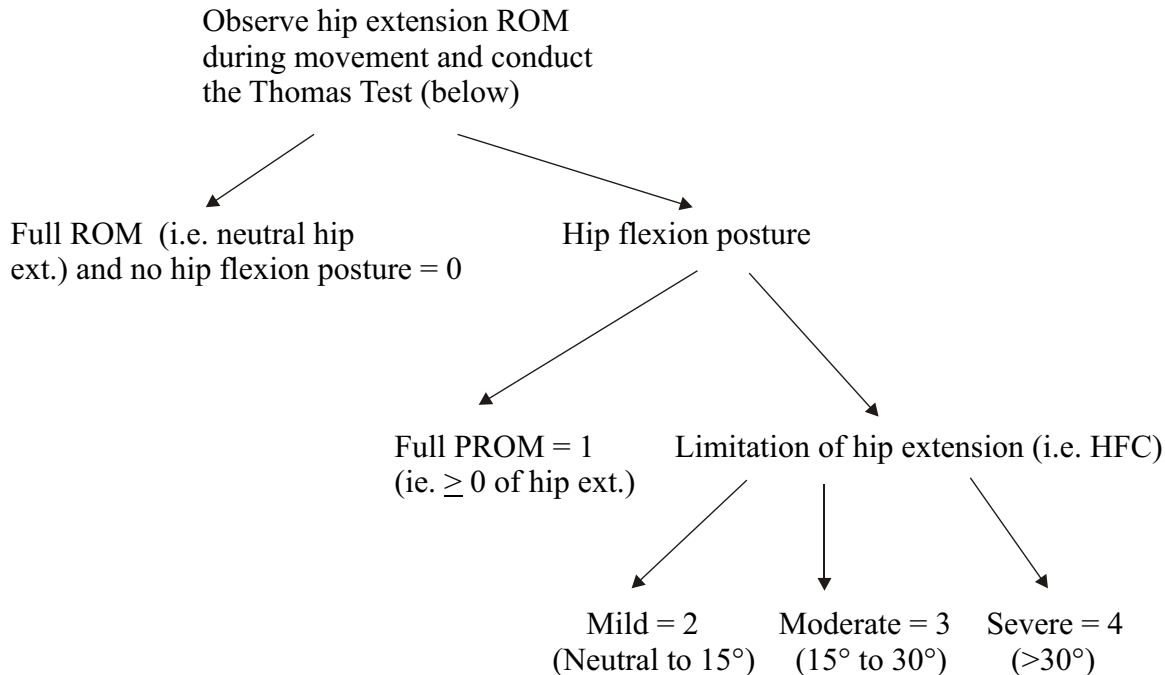 Observe hip extension ROM
during movement and conduct
the Thomas Test (below)
Full ROM (i.e. neutral hip
ext.) and no hip flexion posture = 0
Hip flexion posture
Full PROM = 1
(ie. ≥ 0 of hip ext.)
Limitation of hip extension (i.e. HFC)
Mild = 2
(Neutral to 15°)
Moderate = 3
(15° to 30°)
Severe = 4
(>30°)